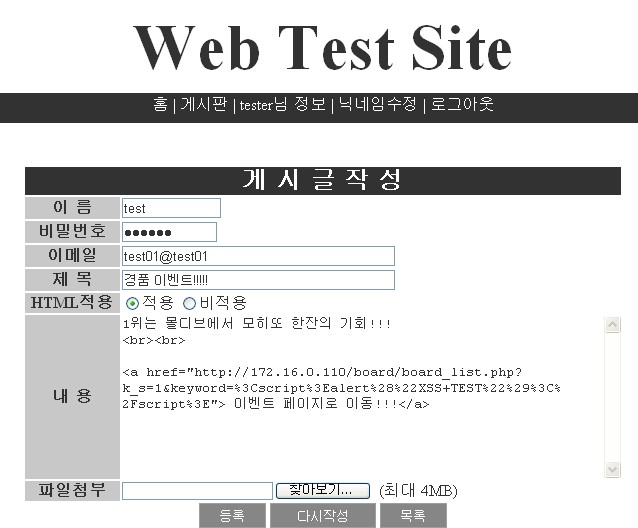 Web Test Site
홈 | 게시판 | tester님 정보 | 닉네임수정 | 로그아웃
게 시 글 작 성
이 름 test
비밀번호 ●●●●●●
이메일 test01@test01
제 목 경품 이벤트!!!!!
HTML적용 적용 비적용
내 용
1위는 몰디브에서 모히또 한잔의 기회!!!
<br><br>
<a href="http://172.16.0.110/board/board_list.php?
k_s=1&keyword=%3Cscript%3Ealert%28%22XSS+TEST%22%29%3C%
2Fscript%3E"> 이벤트 페이지로 이동!!!</a>
파일첨부 찾아보기... (최대 4MB)
등록 다시작성 목록